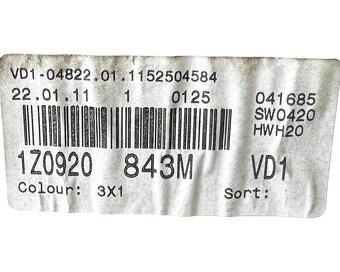 VD1-04822.01.1152504584
22.01.11 1 0125 041685
SW0420
HWH20
1Z0920 843M VD1
Colour: 3X1 Sort: